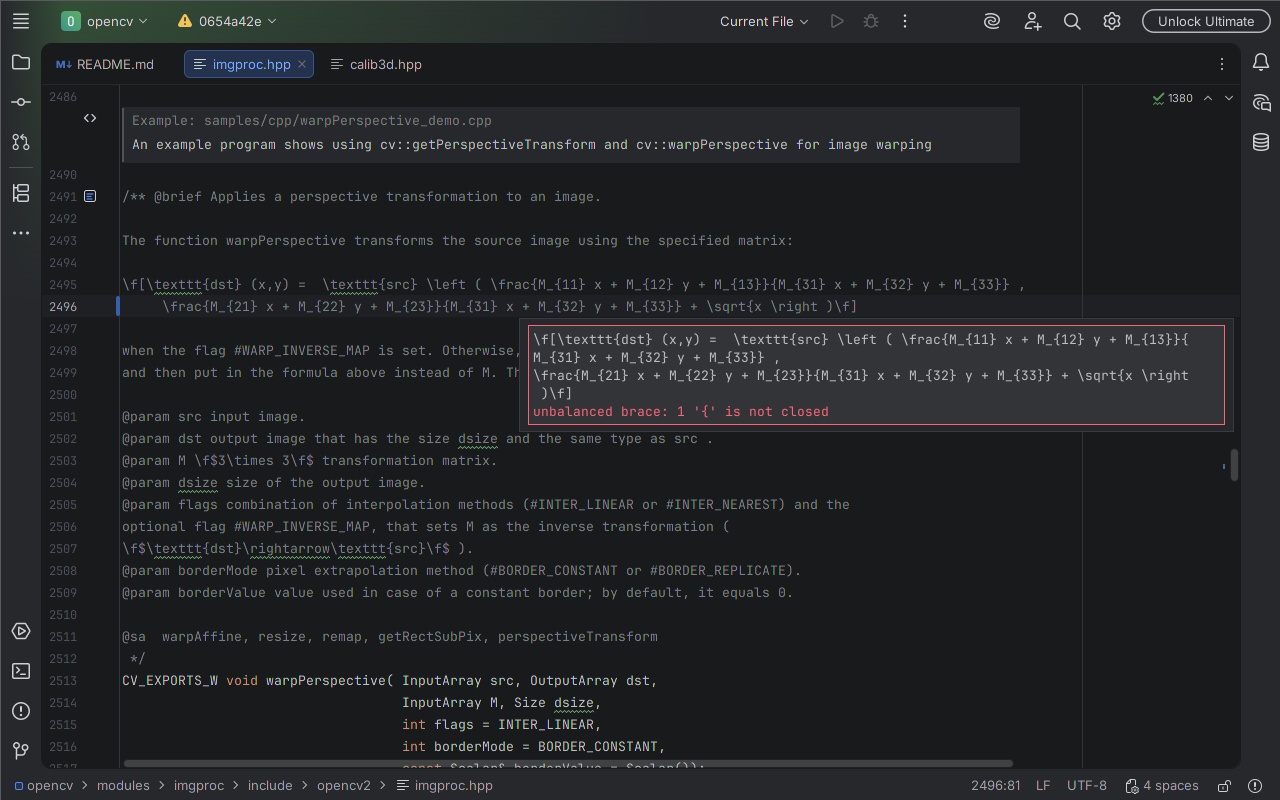 opencv
0654a42e
Current File
Unlock Ultimate
README.md
imgproc.hpp
calib3d.hpp
1380
2486
Example: samples/cpp/warpPerspective_demo.cpp
An example program shows using cv::getPerspectiveTransform and cv::warpPerspective for image warping
2490
2491 /** @brief Applies a perspective transformation to an image.
2492
2493 The function warpPerspective transforms the source image using the specified matrix:
2494
2495 \f[\texttt{dst} (x,y) =  \texttt{src} \left ( \frac{M_{11} x + M_{12} y + M_{13}}{M_{31} x + M_{32} y + M_{33}} ,
2496      \frac{M_{21} x + M_{22} y + M_{23}}{M_{31} x + M_{32} y + M_{33}} + \sqrt{x \right )\f]
2497
2498 when the flag #WARP_INVERSE_MAP is set. Otherwise,
2499 and then put in the formula above instead of M.
\f[\texttt{dst} (x,y) =  \texttt{src} \left ( \frac{M_{11} x + M_{12} y + M_{13}}{
M_{31} x + M_{32} y + M_{33}} ,
\frac{M_{21} x + M_{22} y + M_{23}}{M_{31} x + M_{32} y + M_{33}} + \sqrt{x \right
)\f]
unbalanced brace: 1 '{' is not closed
2500
2501 @param src input image.
2502 @param dst output image that has the size dsize and the same type as src .
2503 @param M \f$3\times 3\f$ transformation matrix.
2504 @param dsize size of the output image.
2505 @param flags combination of interpolation methods (#INTER_LINEAR or #INTER_NEAREST) and the
2506 optional flag #WARP_INVERSE_MAP, that sets M as the inverse transformation (
2507 \f$\texttt{dst}\rightarrow\texttt{src}\f$ ).
2508 @param borderMode pixel extrapolation method (#BORDER_CONSTANT or #BORDER_REPLICATE).
2509 @param borderValue value used in case of a constant border; by default, it equals 0.
2510
2511 @sa  warpAffine, resize, remap, getRectSubPix, perspectiveTransform
2512  */
2513 CV_EXPORTS_W void warpPerspective( InputArray src, OutputArray dst,
2514 InputArray M, Size dsize,
2515 int flags = INTER_LINEAR,
2516 int borderMode = BORDER_CONSTANT,
2517 const Scalar& borderValue = Scalar());
opencv > modules > imgproc > include > opencv2 > imgproc.hpp
2496:81
LF
UTF-8
4 spaces